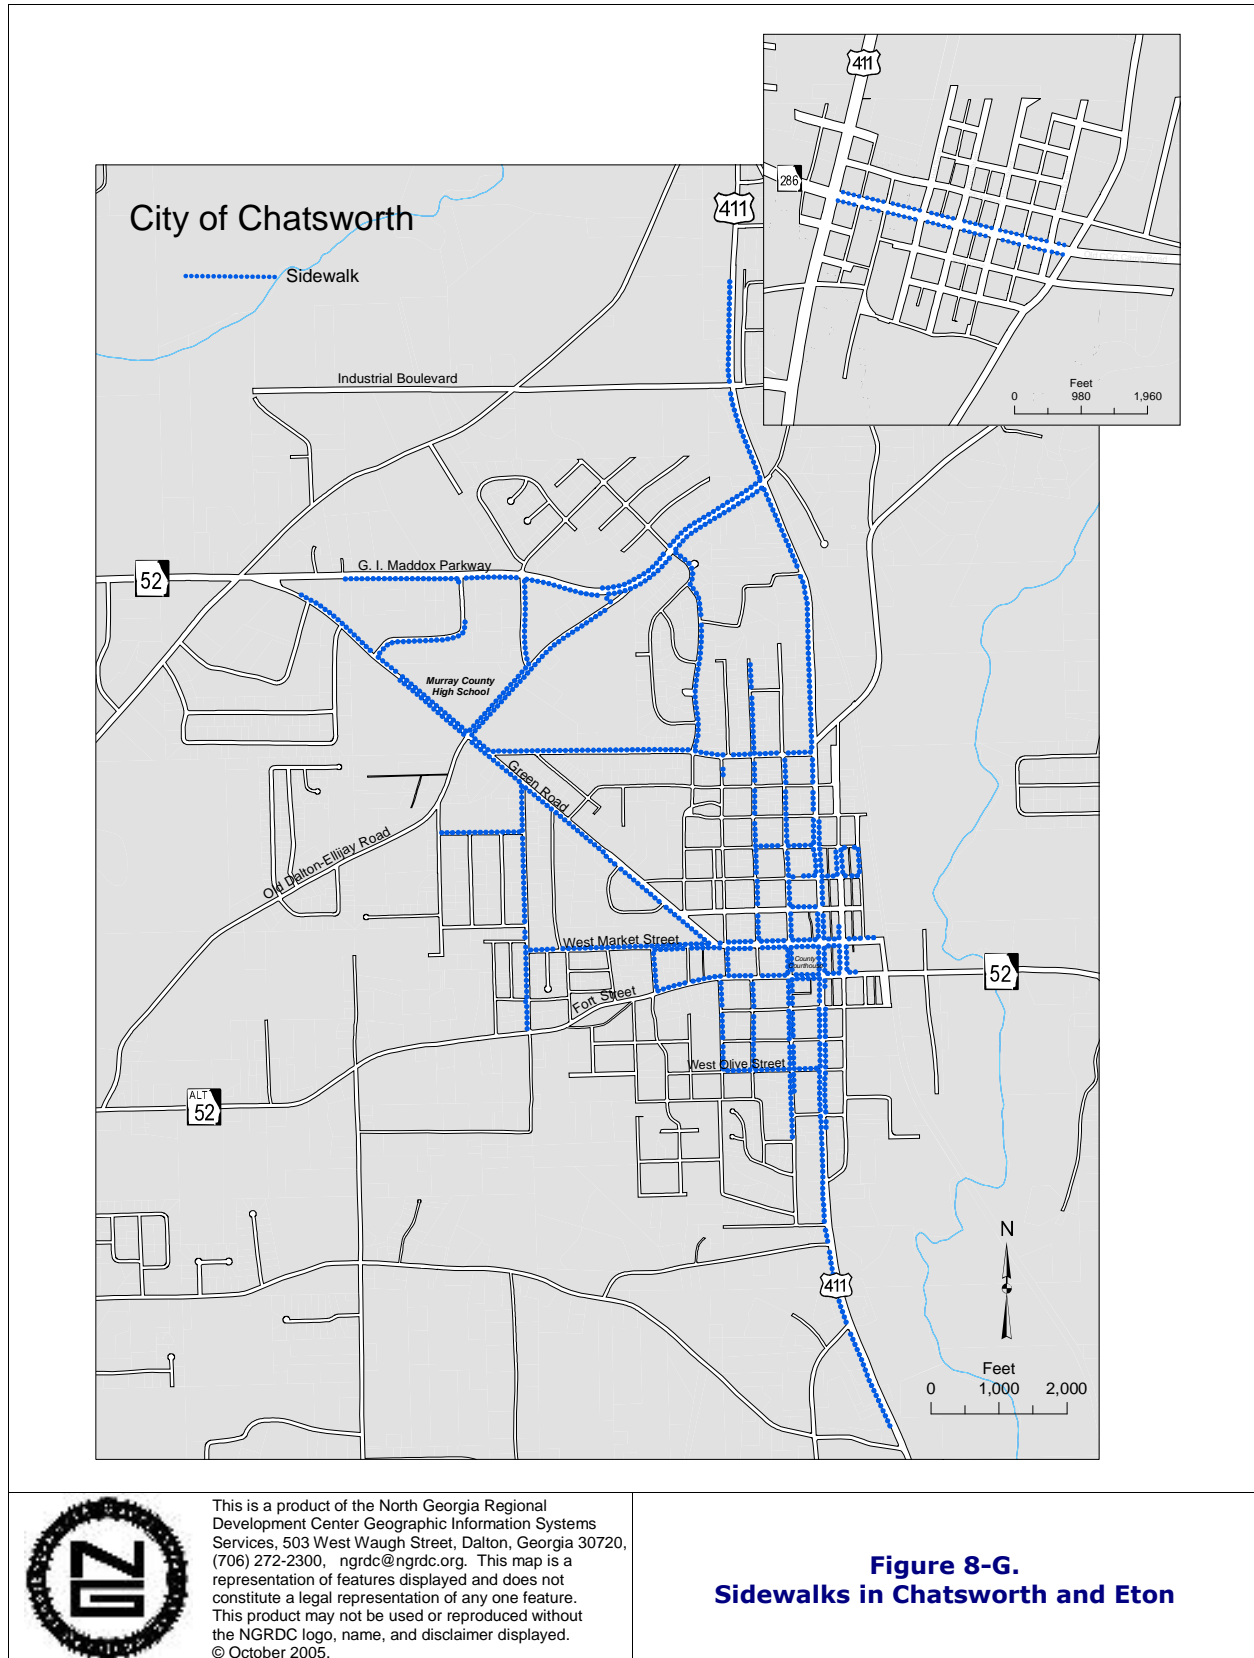 411
286
Feet
0 980 1,960
City of Chatsworth
411
Sidewalk
Industrial Boulevard
G. I. Maddox Parkway
52
Murray County
High School
Green Road
Old Dalton-Ellijay Road
West Market Street
County
Courthouse
52
Fort Street
West Olive Street
ALT
52
N
411
Feet
0 1,000 2,000
NG
This is a product of the North Georgia Regional
Development Center Geographic Information Systems
Services, 503 West Waugh Street, Dalton, Georgia 30720,
(706) 272-2300, ngrdc@ngrdc.org. This map is a
representation of features displayed and does not
constitute a legal representation of any one feature.
This product may not be used or reproduced without
the NGRDC logo, name, and disclaimer displayed.
© October 2005.
Figure 8-G.
Sidewalks in Chatsworth and Eton